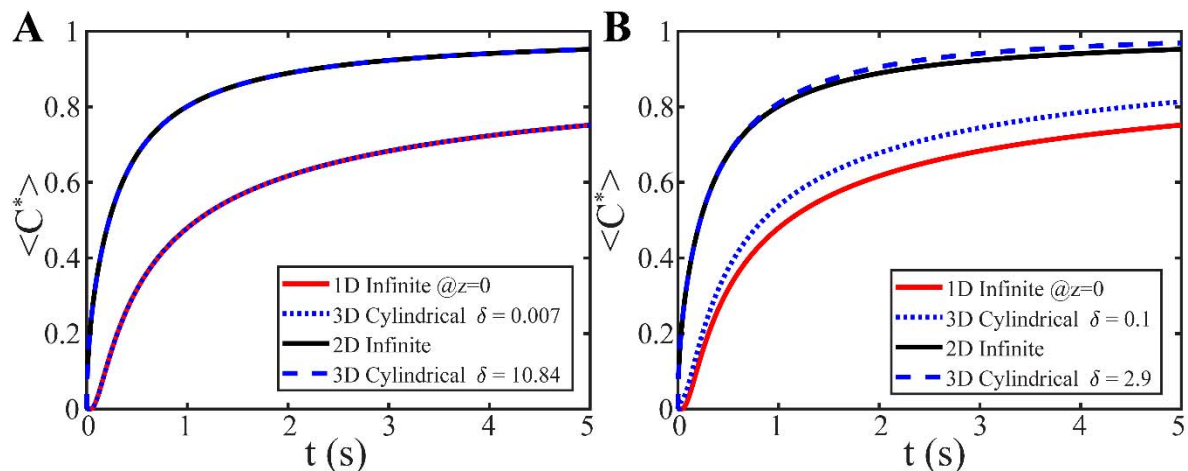 A
1
0.8
0.6
0.4
0.2
0
<C*>
0 1 2 3 4 5
t (s)
1D Infinite @z=0
3D Cylindrical δ = 0.007
2D Infinite
3D Cylindrical δ = 10.84
B
1
0.8
0.6
0.4
0.2
0
<C*>
0 1 2 3 4 5
t (s)
1D Infinite @z=0
3D Cylindrical δ = 0.1
2D Infinite
3D Cylindrical δ = 2.9